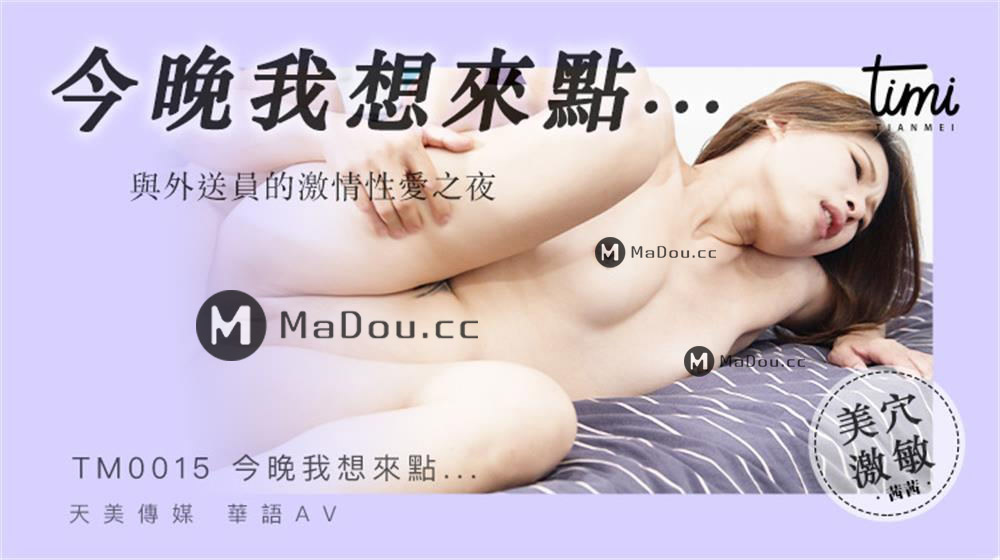 今晚我想來點...
timi
TIANMEI
與外送員的激情性愛之夜
MaDou.cc
MaDou.cc
MaDou.cc
美穴
激敏
·茜茜·
TM0015 今晚我想來點...
天美傳媒 華語AV